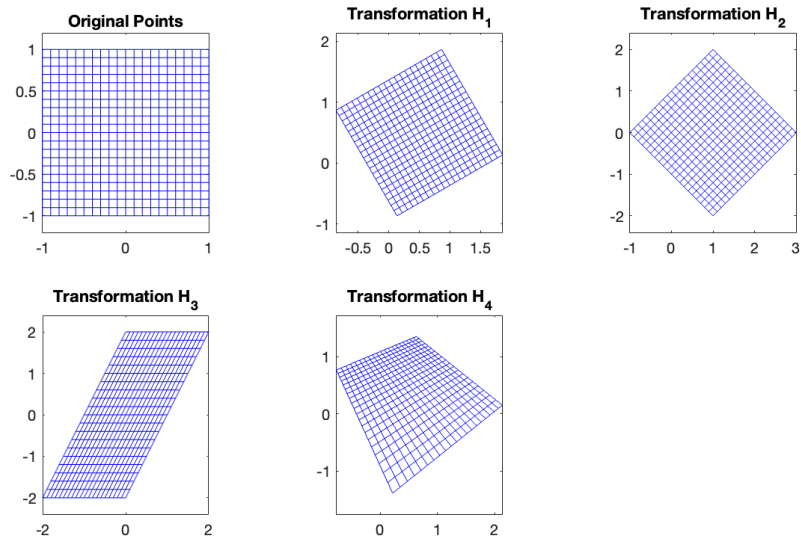 Original Points
1
0.5
0
-0.5
-1
-1 0 1
Transformation H1
2
1
0
-1
-0.5 0 0.5 1 1.5
Transformation H2
2
1
0
-1
-2
-1 0 1 2 3
Transformation H3
2
1
0
-1
-2
-2 0 2
Transformation H4
1
0
-1
0 1 2